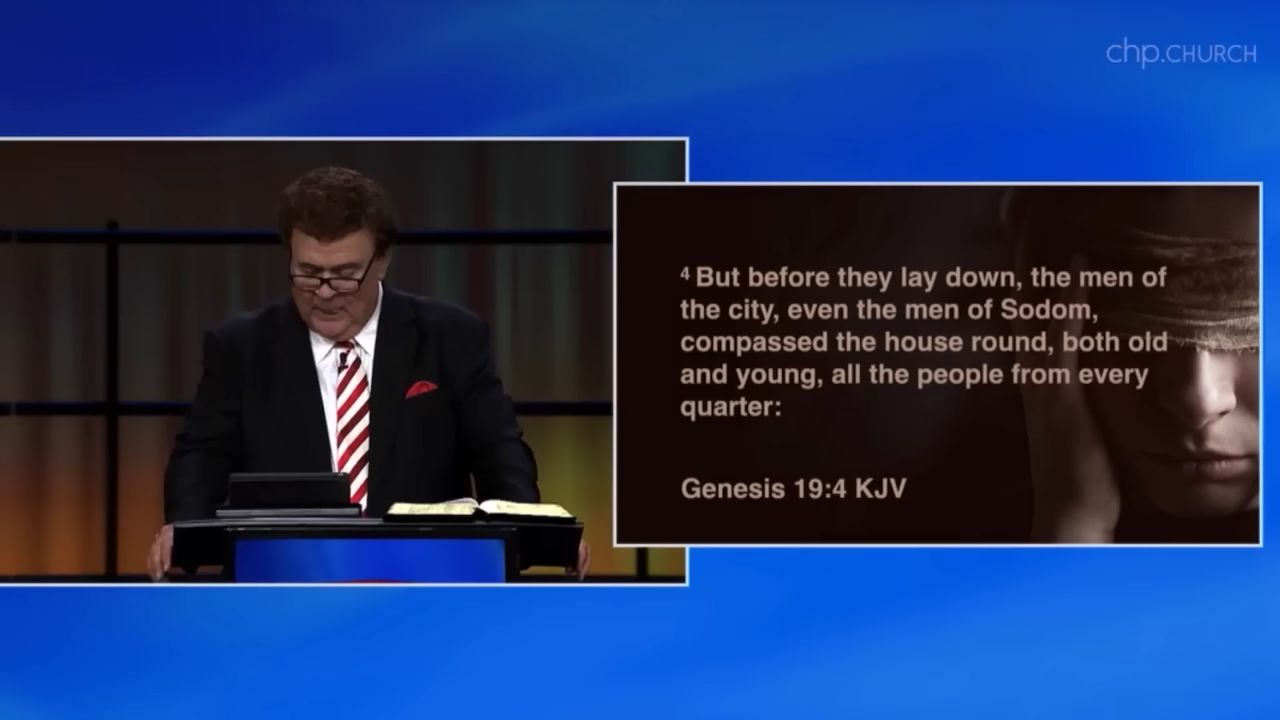 chp.CHURCH
4 But before they lay down, the men of
the city, even the men of Sodom,
compassed the house round, both old
and young, all the people from every
quarter:
Genesis 19:4 KJV